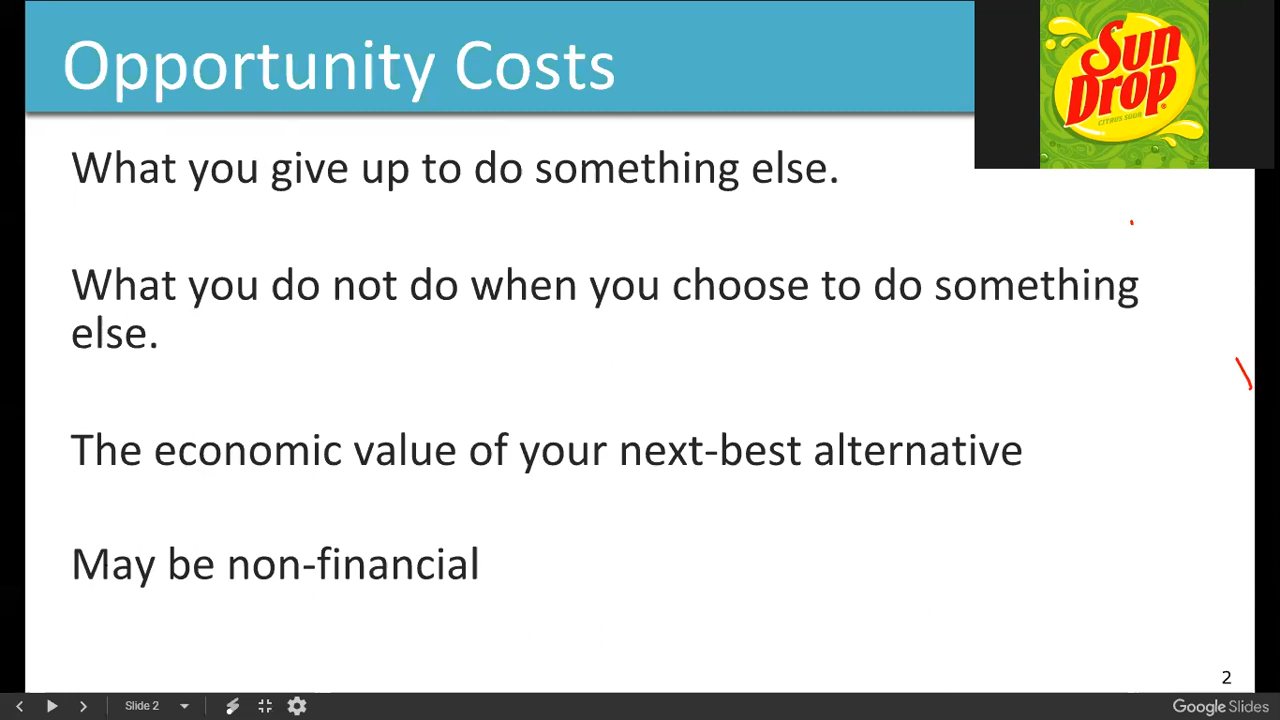 Opportunity Costs
Sun
Drop
CITRUS SODA
What you give up to do something else.
What you do not do when you choose to do something
else.
The economic value of your next-best alternative
May be non-financial
2
Slide 2
Google Slides